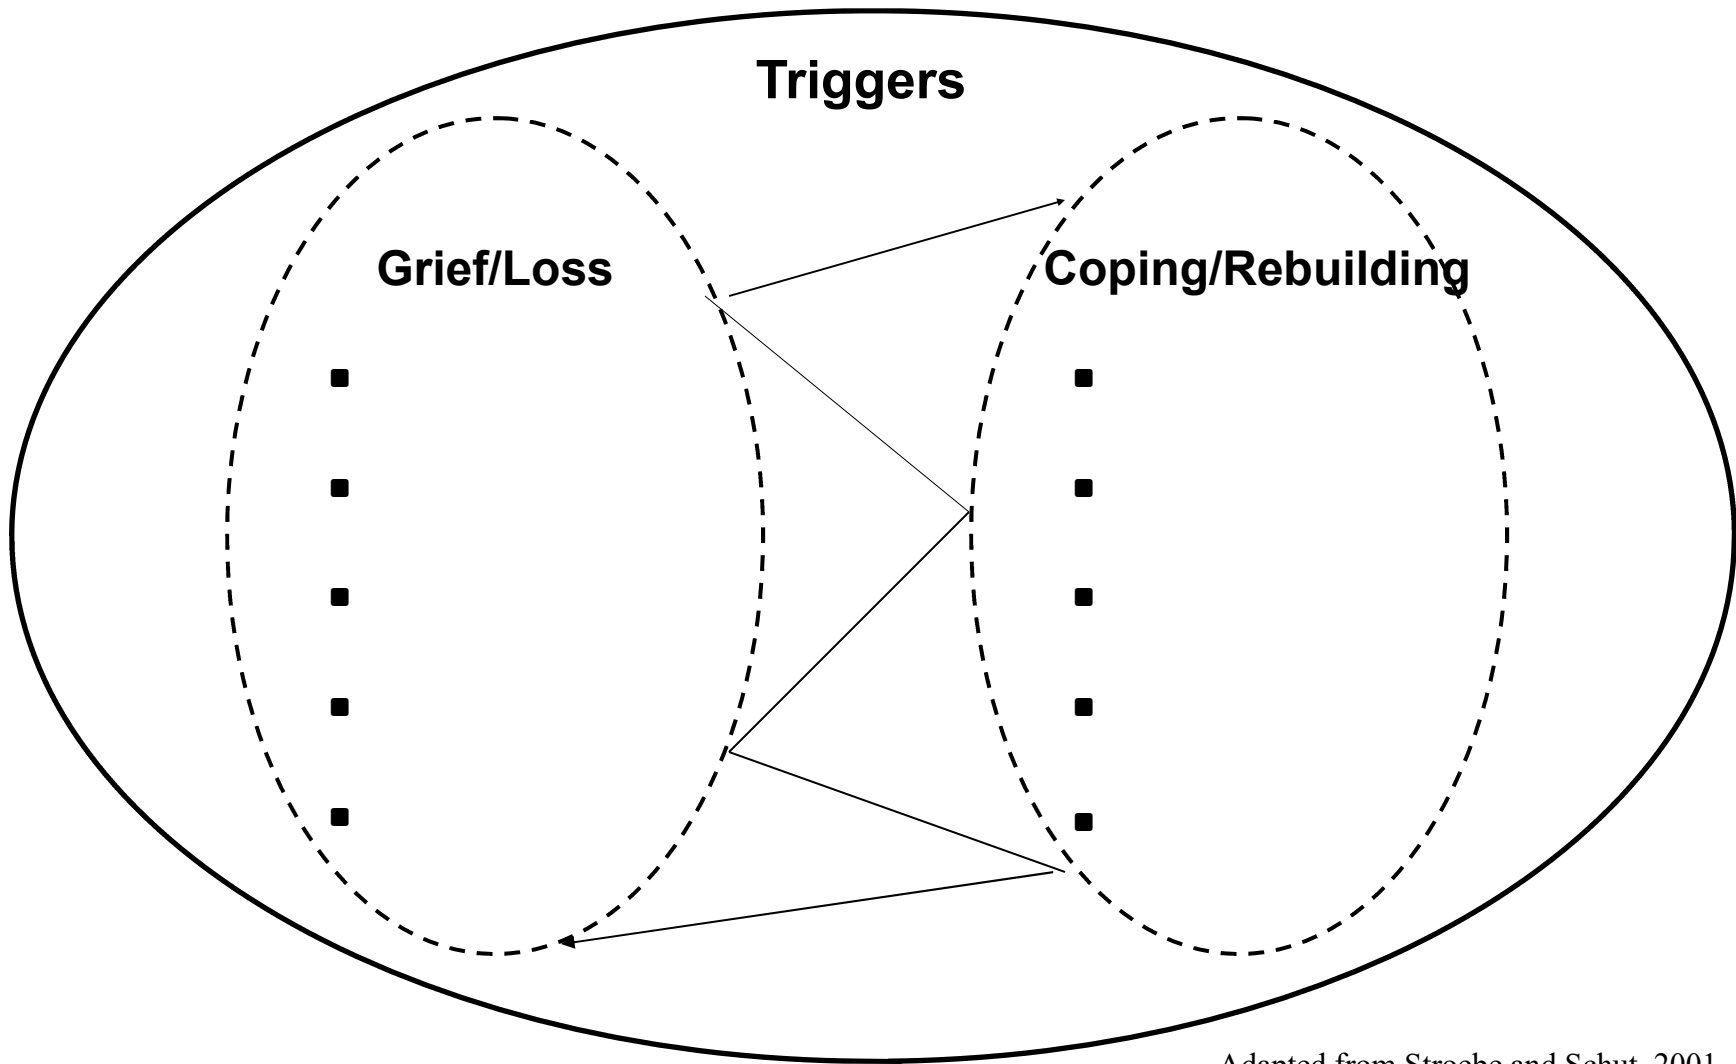 Triggers
Grief/Loss
Coping/Rebuilding
Adapted from Stroebe and Schut, 2001